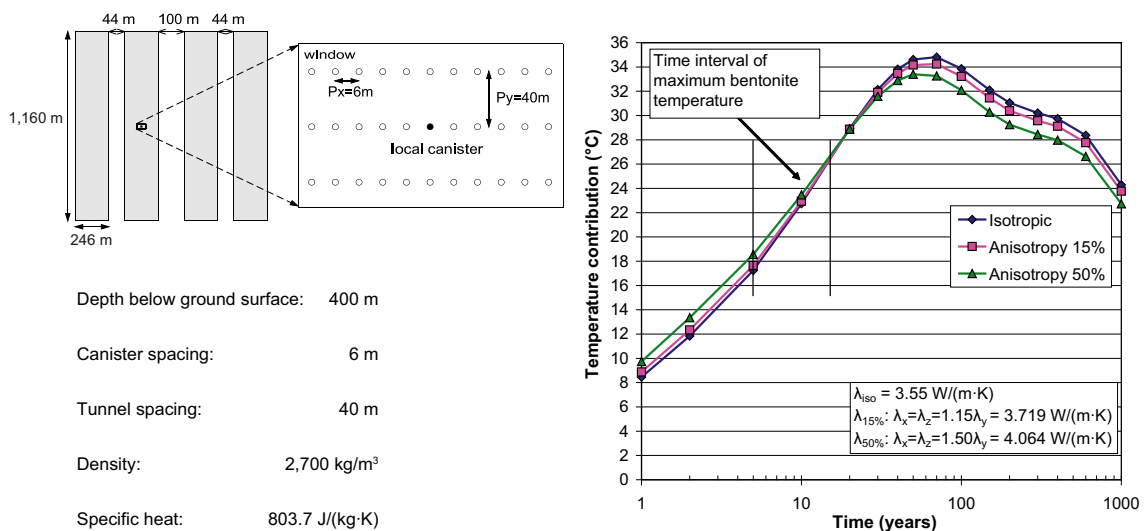 44 m 100 m 44 m
1,160 m
246 m
window
Px=6m
Py=40m
local canister
Depth below ground surface: 400 m
Canister spacing: 6 m
Tunnel spacing: 40 m
Density: 2,700 kg/m³
Specific heat: 803.7 J/(kg·K)
Temperature contribution (°C)
36
34
32
30
28
26
24
22
20
18
16
14
12
10
8
6
4
2
0
Time interval of
maximum bentonite
temperature
Isotropic
Anisotropy 15%
Anisotropy 50%
λiso = 3.55 W/(m·K)
λ15%: λx=λz=1.15λy = 3.719 W/(m·K)
λ50%: λx=λz=1.50λy = 4.064 W/(m·K)
1 10 100 1000
Time (years)